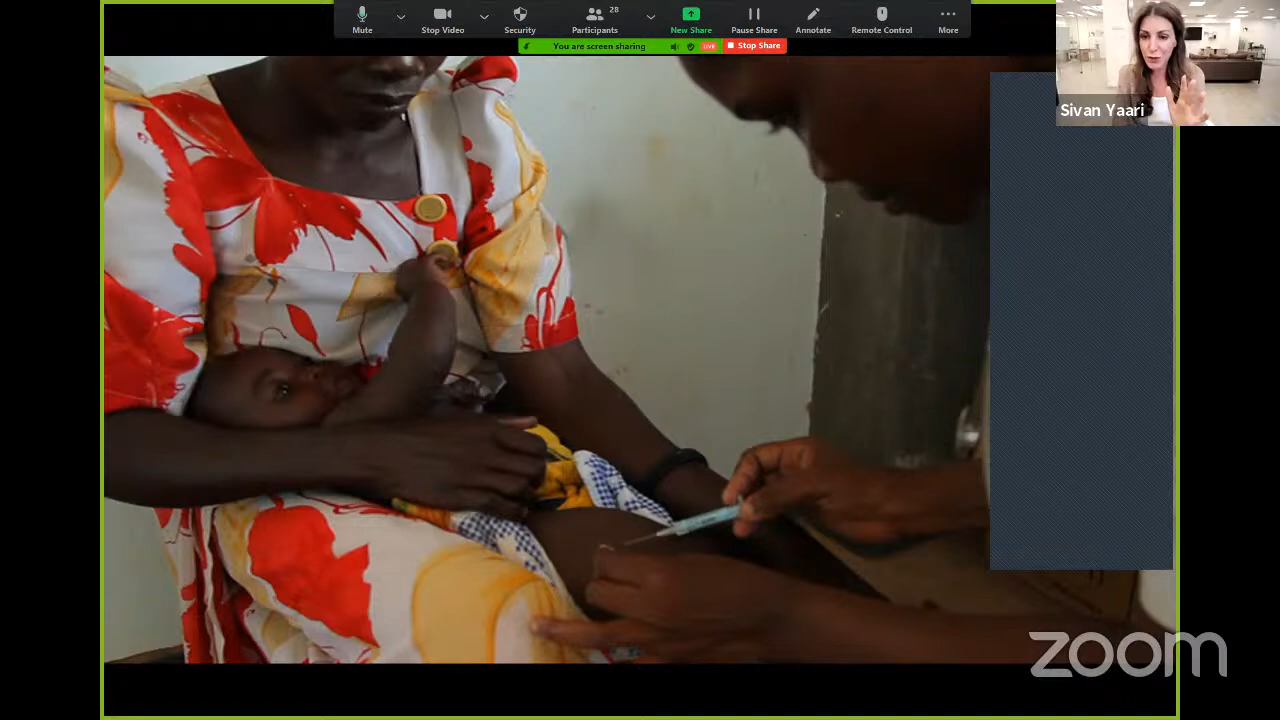 28
Mute
Stop Video
Security
Participants
New Share
Pause Share
Annotate
Remote Control
More
You are screen sharing
LIVE
Stop Share
Sivan Yaari
zoom